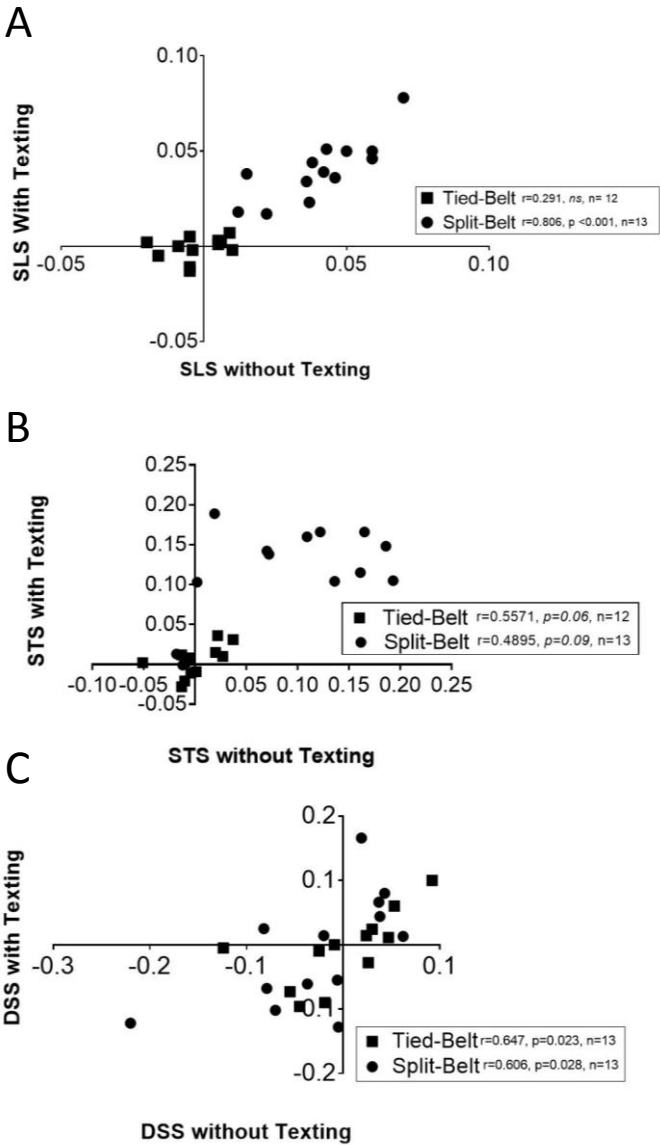 A
0.10
SLS With Texting
0.05
Tied-Belt r=0.291, ns, n= 12
Split-Belt r=0.806, p <0.001, n=13
-0.05
0.05
0.10
-0.05
SLS without Texting
B
0.25
0.20
STS with Texting
0.15
0.10
0.05
Tied-Belt r=0.5571, p=0.06, n=12
Split-Belt r=0.4895, p=0.09, n=13
-0.10 -0.05 0.05 0.10 0.15 0.20 0.25
-0.05
STS without Texting
C
0.2
DSS with Texting
0.1
-0.3 -0.2 -0.1 0.1
-0.1
Tied-Belt r=0.647, p=0.023, n=13
Split-Belt r=0.606, p=0.028, n=13
-0.2
DSS without Texting